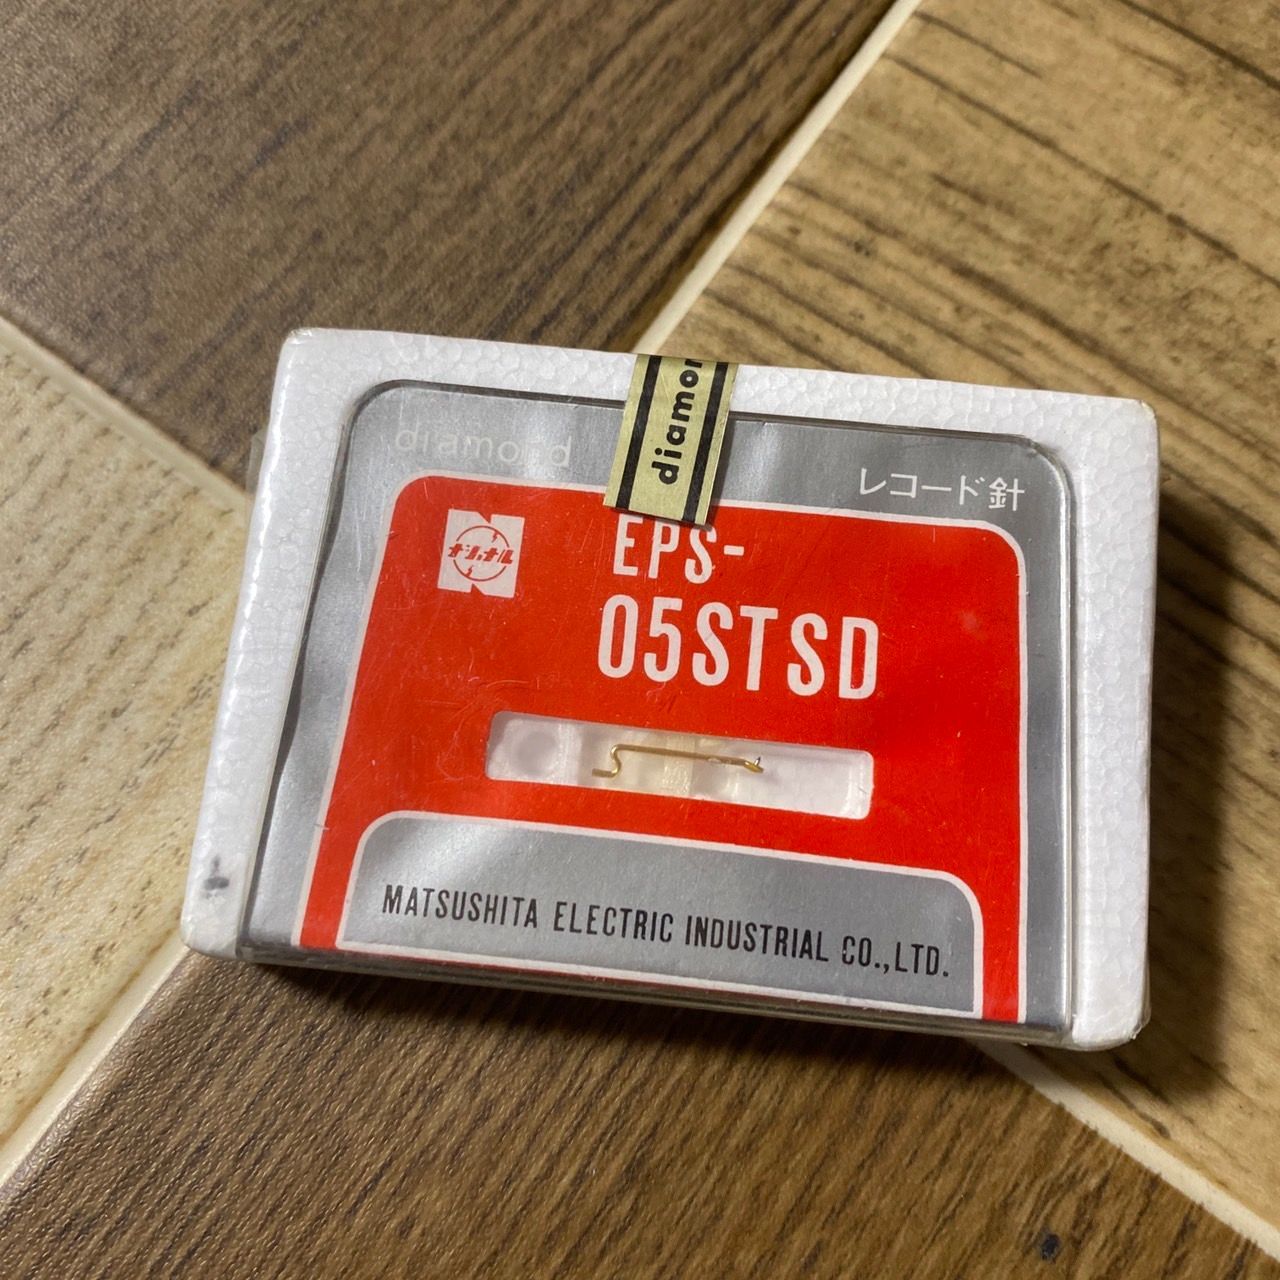 diamond
diamon
レコード針
ナショナル
EPS-
05STSD
MATSUSHITA ELECTRIC INDUSTRIAL CO.,LTD.